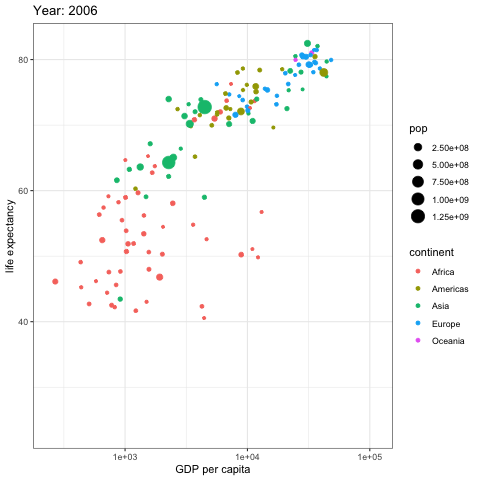 Year: 2006
life expectancy
80
60
40
1e+03
1e+04
1e+05
GDP per capita
pop
2.50e+08
5.00e+08
7.50e+08
1.00e+09
1.25e+09
continent
Africa
Americas
Asia
Europe
Oceania